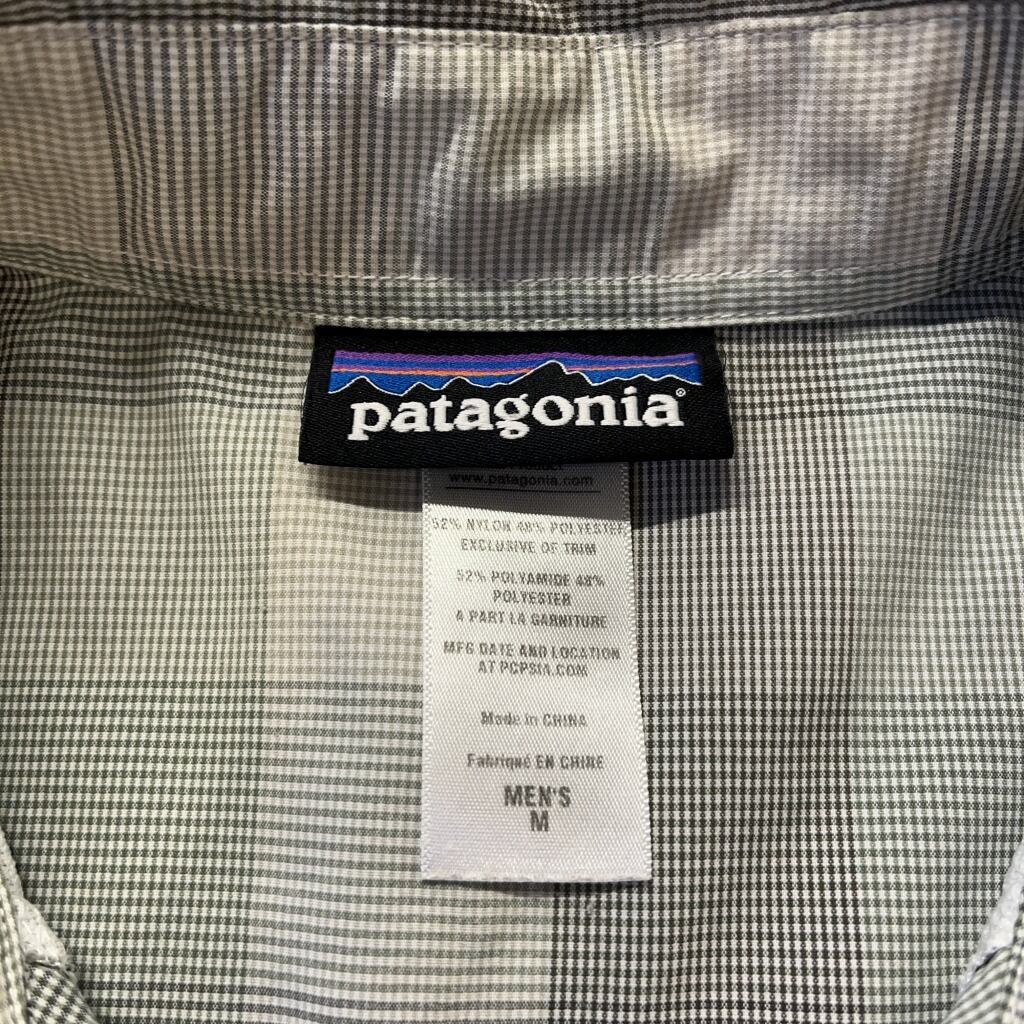 patagonia®
www.patagonia.com
52% NYLON 48% POLYESTER
EXCLUSIVE OF TRIM
52% POLYAMIDE 48%
POLYESTER
A PART LA GARNITURE
MFG DATE AND LOCATION
AT PCPSIA.COM
Made in CHINA
Fabriqué EN CHINE
MEN'S
M